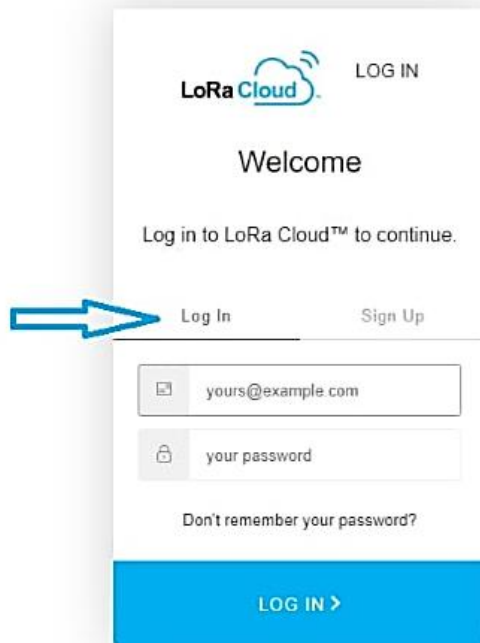 LoRa Cloud™
LOG IN
Welcome
Log in to LoRa Cloud™ to continue.
Log In
Sign Up
yours@example.com
your password
Don't remember your password?
LOG IN >